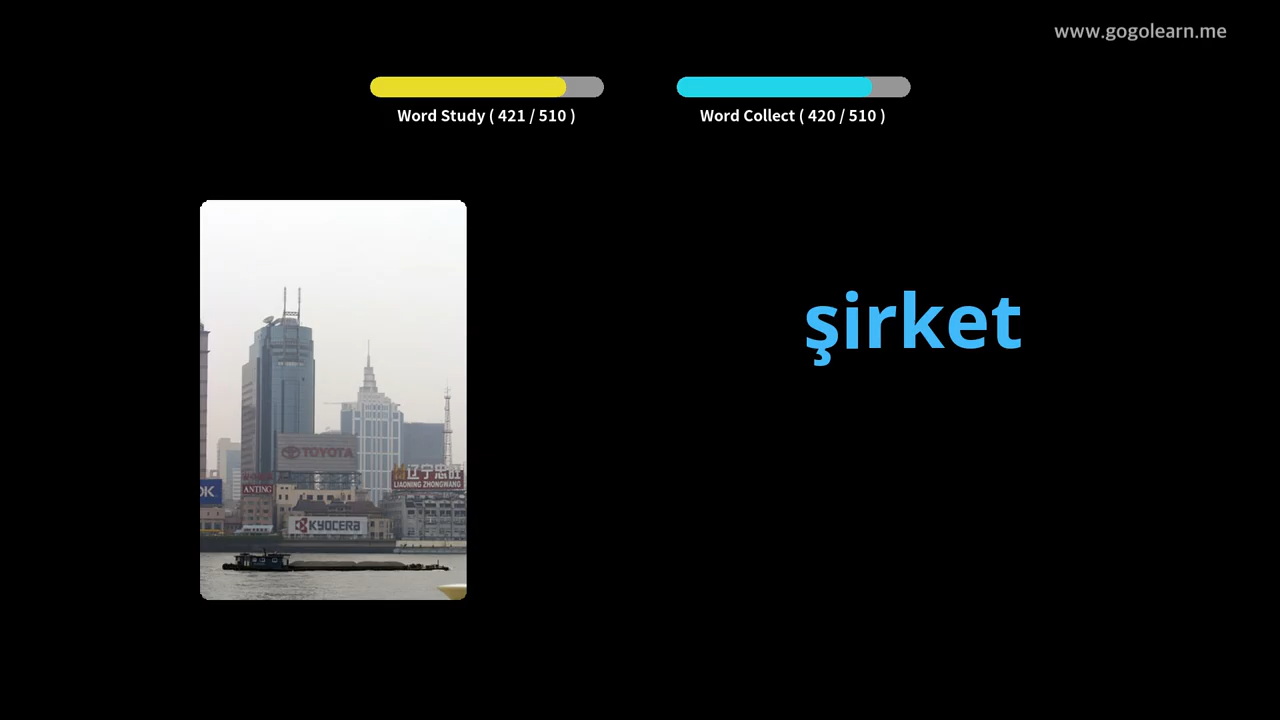 www.gogolearn.me
Word Study ( 421 / 510 )
Word Collect ( 420 / 510 )
şirket
TOYOTA
辽宁忠旺
LIAONING ZHONGWANG
OK
ANTING
KYOCERA